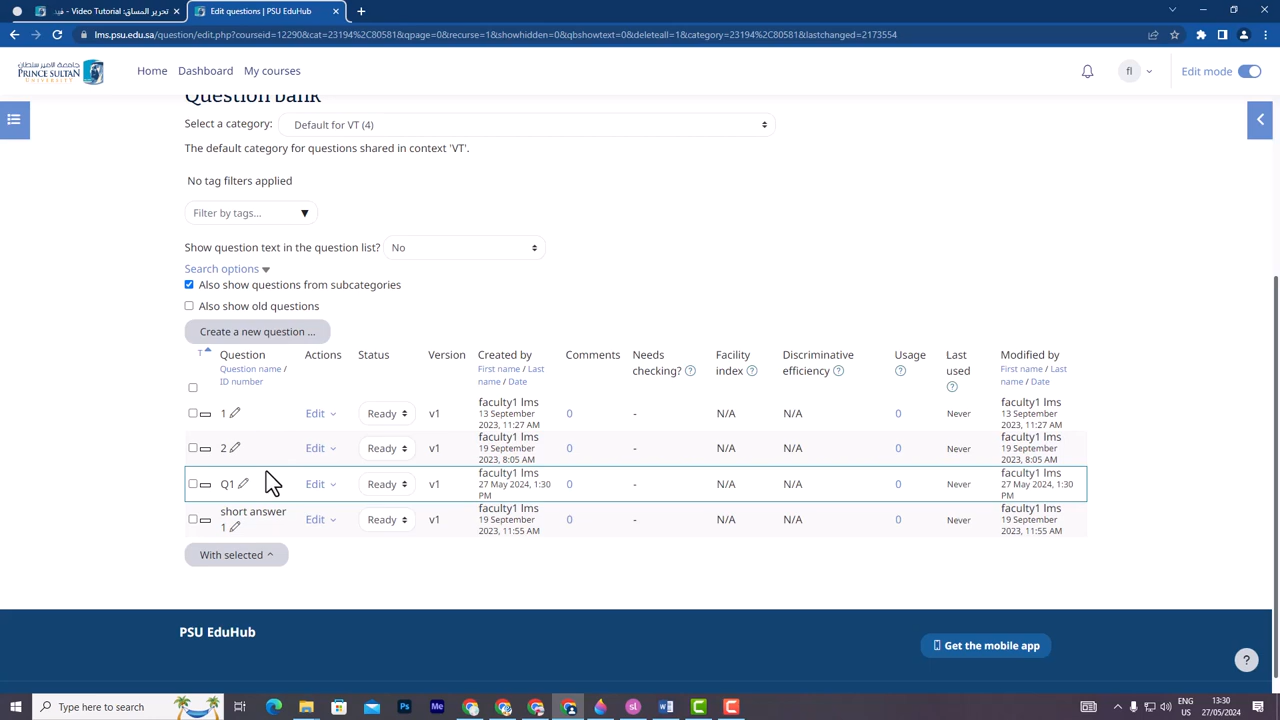 تحرير المساق: Video Tutorial - فيد
Edit questions | PSU EduHub
lms.psu.edu.sa/question/edit.php?courseid=12290&cat=23194%2C80581&qpage=0&recurse=1&showhidden=0&qbshowtext=0&deleteall=1&category=23194%2C80581&lastchanged=2173554
جامعة الأمير سلطان
PRINCE SULTAN
UNIVERSITY
Home
Dashboard
My courses
fl
Edit mode
Question bank
Select a category:
Default for VT (4)
The default category for questions shared in context 'VT'.
No tag filters applied
Filter by tags...
Show question text in the question list?
No
Search options
Also show questions from subcategories
Also show old questions
Create a new question ...
T
Question
Question name / ID number
Actions
Status
Version
Created by
First name / Last name / Date
Comments
Needs checking?
Facility index
Discriminative efficiency
Usage
Last used
Modified by
First name / Last name / Date
1 Edit Ready v1 faculty1 lms 13 September 2023, 11:27 AM 0 - N/A N/A 0 Never faculty1 lms 13 September 2023, 11:27 AM
2 Edit Ready v1 faculty1 lms 19 September 2023, 8:05 AM 0 - N/A N/A 0 Never faculty1 lms 19 September 2023, 8:05 AM
Q1 Edit Ready v1 faculty1 lms 27 May 2024, 1:30 PM 0 - N/A N/A 0 Never faculty1 lms 27 May 2024, 1:30 PM
short answer 1 Edit Ready v1 faculty1 lms 19 September 2023, 11:55 AM 0 - N/A N/A 0 Never faculty1 lms 19 September 2023, 11:55 AM
With selected
PSU EduHub
Get the mobile app
?
Type here to search
ENG
US
13:30
27/05/2024